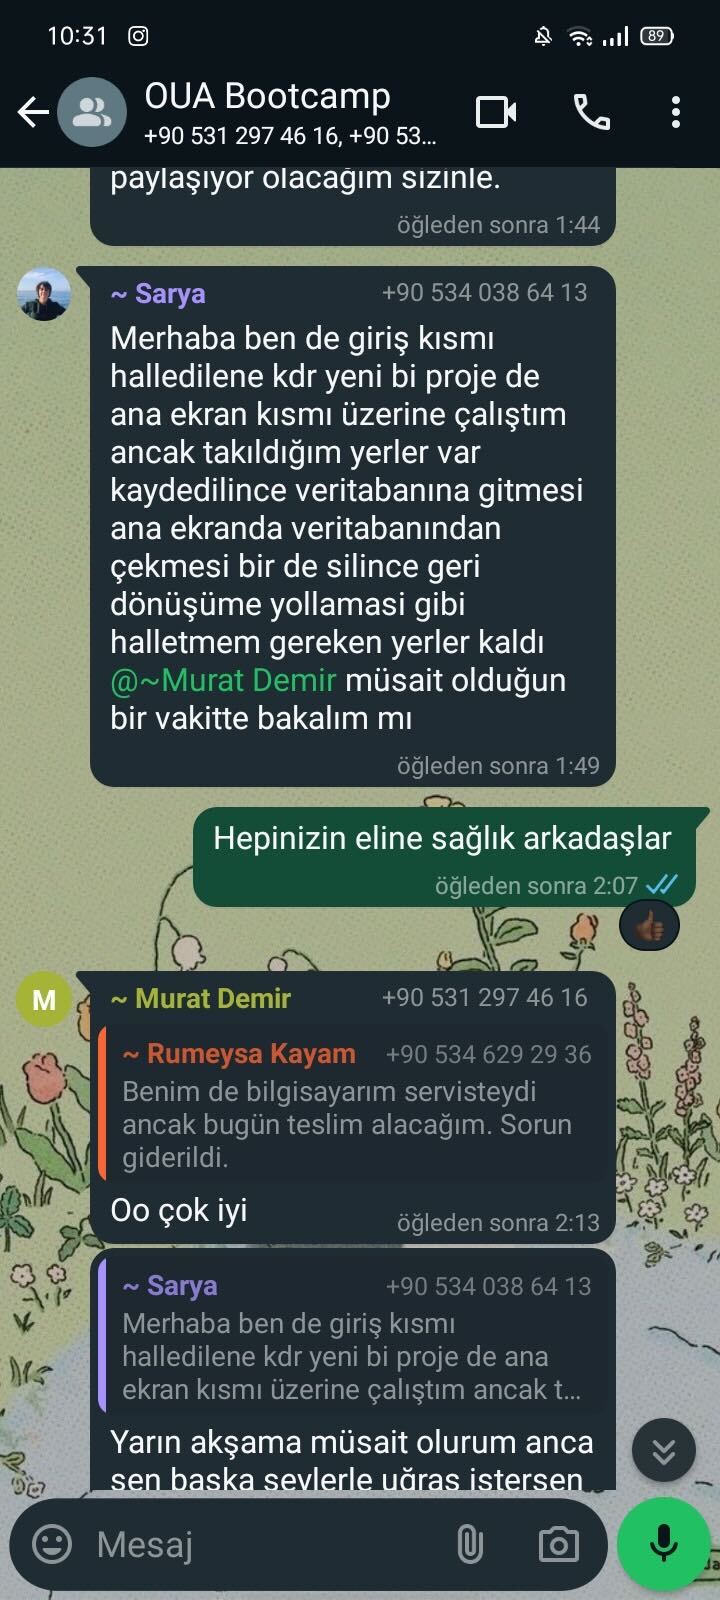 10:31
89
OUA Bootcamp
+90 531 297 46 16, +90 53...
paylaşıyor olacağım sizinle.
öğleden sonra 1:44
~ Sarya +90 534 038 64 13
Merhaba ben de giriş kısmı
halledilene kdr yeni bi proje de
ana ekran kısmı üzerine çalıştım
ancak takıldığım yerler var
kaydedilince veritabanına gitmesi
ana ekranda veritabanından
çekmesi bir de silince geri
dönüşüme yollamasi gibi
halletmem gereken yerler kaldı
@~Murat Demir müsait olduğun
bir vakitte bakalım mı
öğleden sonra 1:49
Hepinizin eline sağlık arkadaşlar
öğleden sonra 2:07
M
~ Murat Demir +90 531 297 46 16
~ Rumeysa Kayam +90 534 629 29 36
Benim de bilgisayarım servisteydi
ancak bugün teslim alacağım. Sorun
giderildi.
Oo çok iyi
öğleden sonra 2:13
~ Sarya +90 534 038 64 13
Merhaba ben de giriş kısmı
halledilene kdr yeni bi proje de ana
ekran kısmı üzerine çalıştım ancak t...
Yarın akşama müsait olurum anca
sen başka şeylerle uğraş istersen
Mesaj